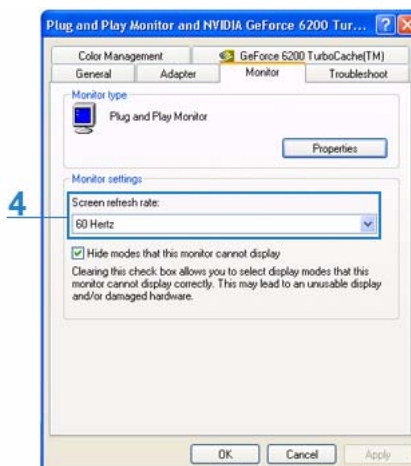 Plug and Play Monitor and NVIDIA GeForce 6200 Tur...
Color Management
GeForce 6200 TurboCache(TM)
General
Adapter
Monitor
Troubleshoot
Monitor type
Plug and Play Monitor
Properties
Monitor settings
4
Screen refresh rate:
60 Hertz
Hide modes that this monitor cannot display
Clearing this check box allows you to select display modes that this
monitor cannot display correctly. This may lead to an unusable display
and/or damaged hardware.
OK
Cancel
Apply